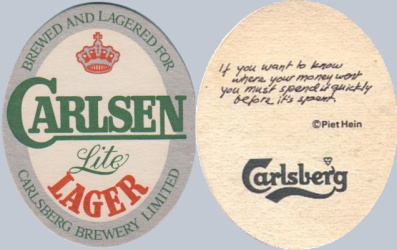 BREWED AND LAGERED FOR
CARLSEN
Lite
LAGER
CARLSBERG BREWERY LIMITED
If you want to know
where your money went
you must spend it quickly
before it's spent.
©Piet Hein
Carlsberg